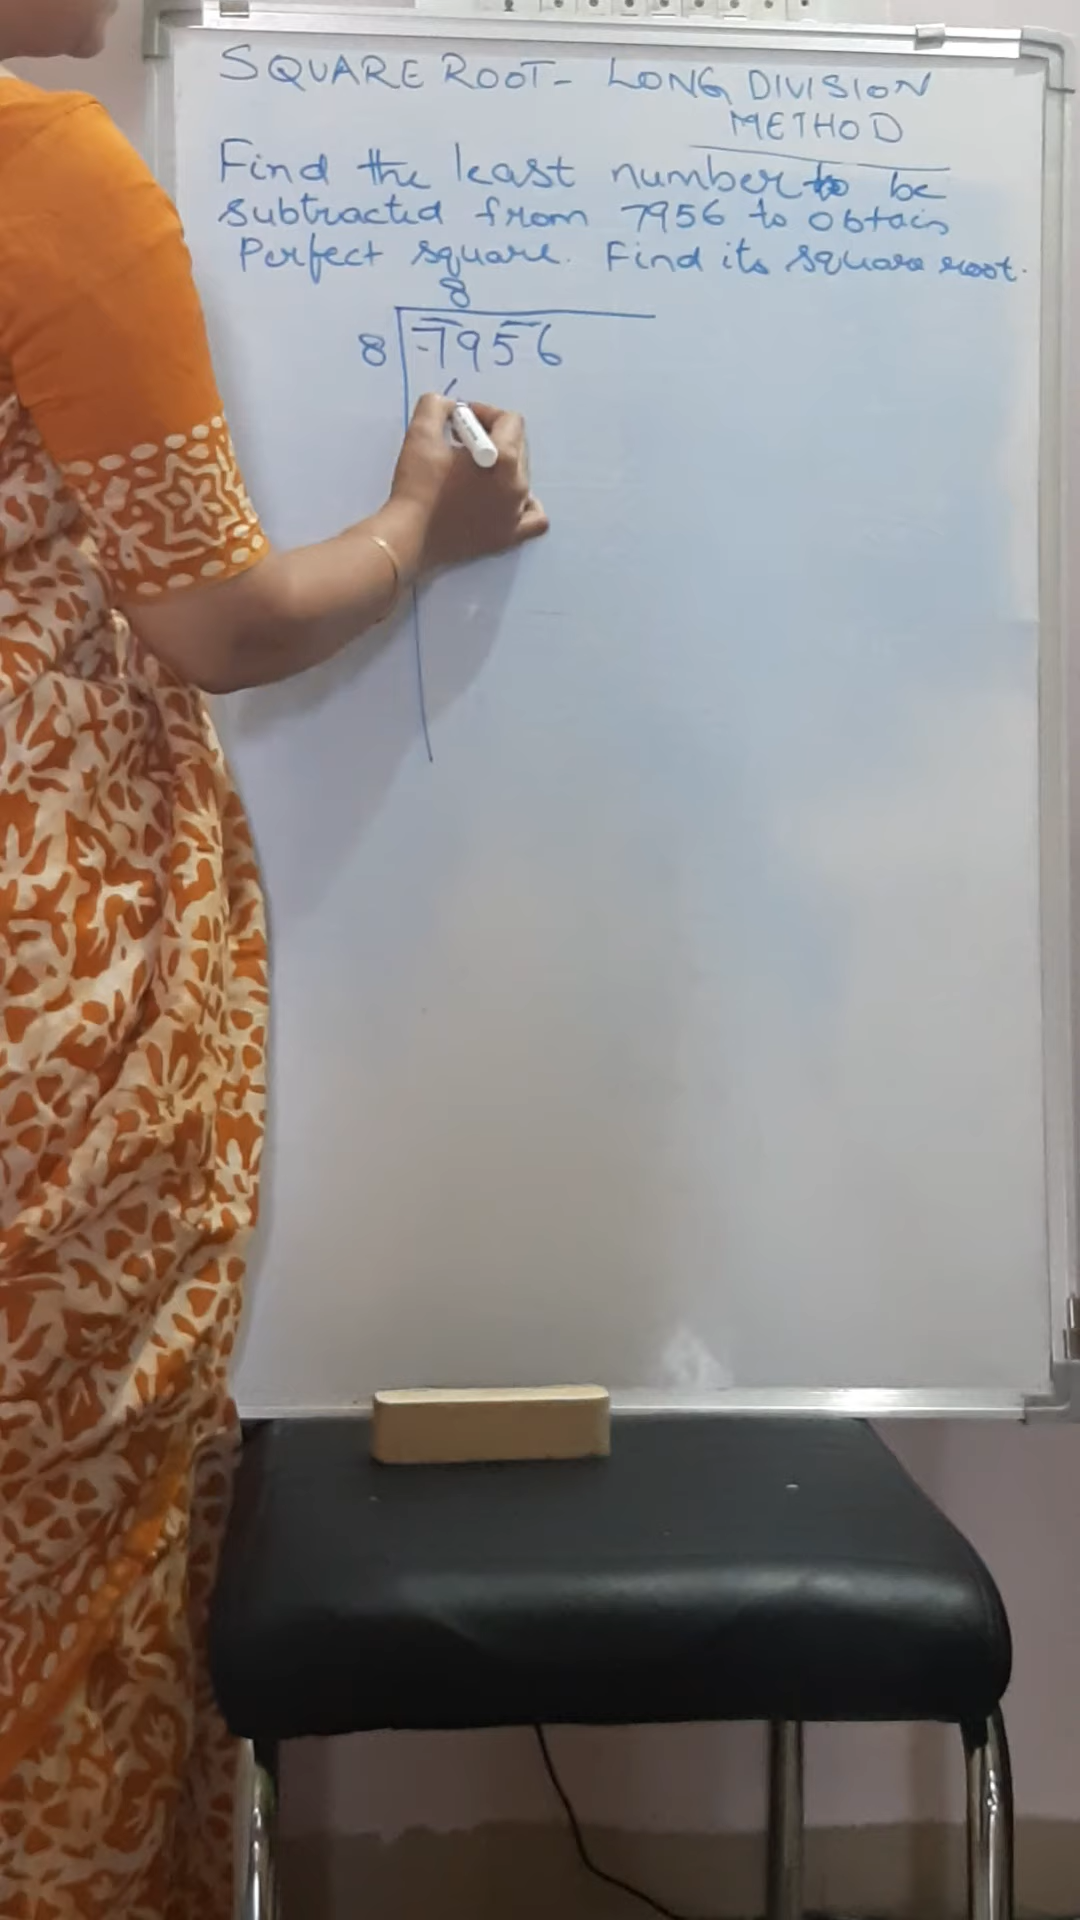 SQUARE ROOT - LONG DIVISION
METHOD
Find the least number to be
subtracted from 7956 to obtain
Perfect square. Find its square root.
8
8 7956